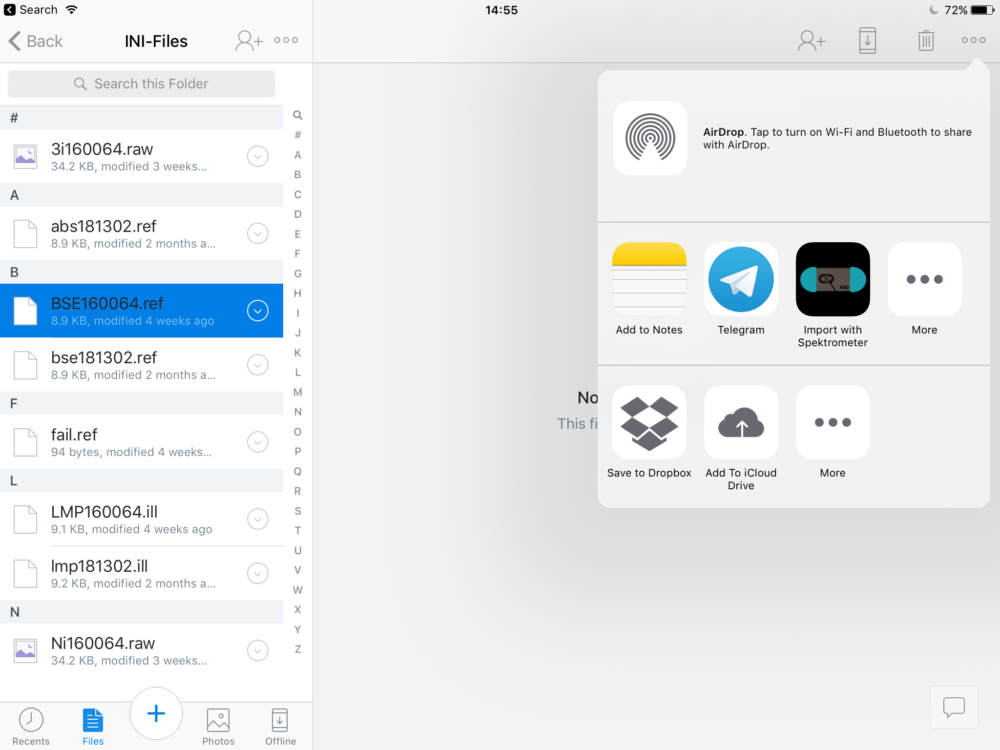 Search
14:55
72%
Back
INI-Files
Search this Folder
#
3i160064.raw
34.2 KB, modified 3 weeks...
A
abs181302.ref
8.9 KB, modified 2 months a...
B
BSE160064.ref
8.9 KB, modified 4 weeks ago
bse181302.ref
8.9 KB, modified 2 months a...
F
fail.ref
94 bytes, modified 4 weeks...
L
LMP160064.ill
9.1 KB, modified 4 weeks ago
lmp181302.ill
9.2 KB, modified 2 months a...
N
Ni160064.raw
34.2 KB, modified 3 weeks...
#
A
B
C
D
E
F
G
H
I
J
K
L
M
N
O
P
Q
R
S
T
U
V
W
X
Y
Z
Recents
Files
Photos
Offline
No
This fi
AirDrop. Tap to turn on Wi-Fi and Bluetooth to share
with AirDrop.
ASD
Add to Notes
Telegram
Import with
Spektrometer
More
Save to Dropbox
Add To iCloud
Drive
More